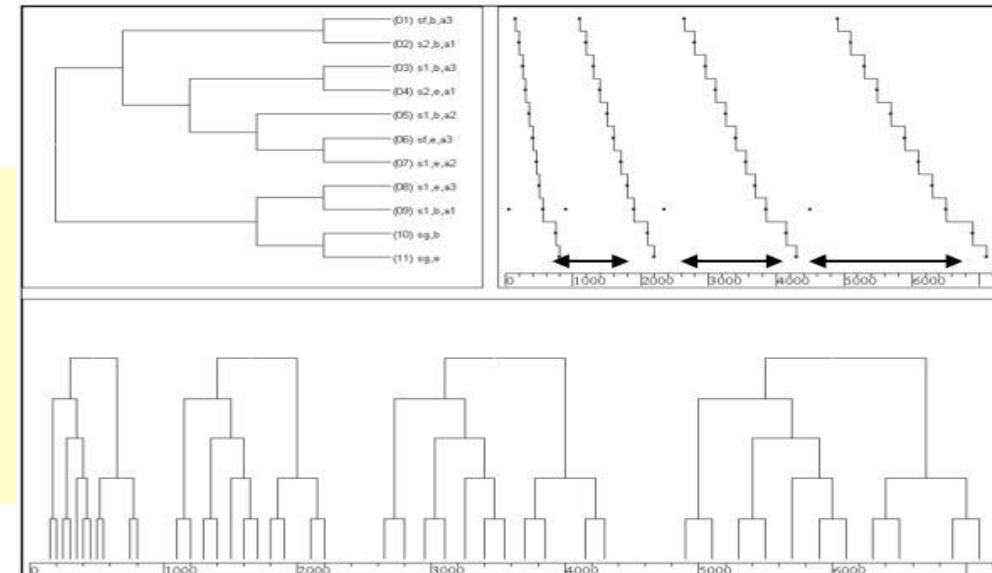 (01) sf,b,a3
(02) s2,b,a1
(03) s1,b,a3
(04) s2,e,a1
(05) s1,b,a2
(06) sf,e,a3
(07) s1,e,a2
(08) s1,e,a3
(09) s1,b,a1
(10) sg,b
(11) sg,e
0 1000 2000 3000 4000 5000 6000
0 1000 2000 3000 4000 5000 6000